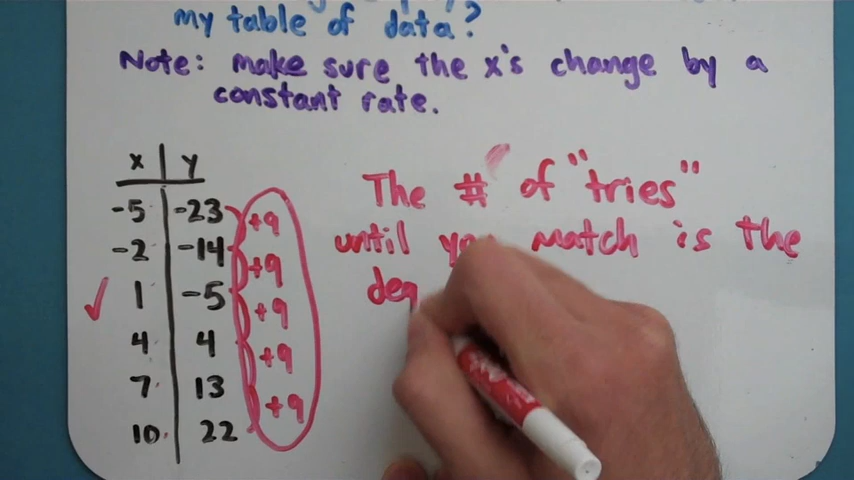 my table of data?
Note: make sure the x's change by a
constant rate.
x y
-5 -23 +9
-2 -14 +9
1 -5 +9
4 4 +9
7 13 +9
10 22
The # of "tries"
until you match is the
deg